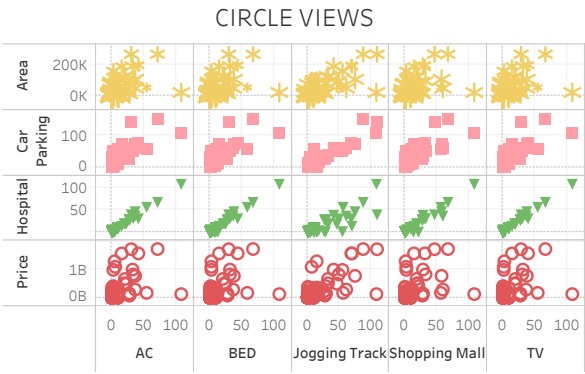 CIRCLE VIEWS
Area
200K
0K
Car
Parking
100
0
Hospital
100
50
Price
1B
0B
0 50 100 0 50 100 0 50 100 0 50 100 0 50 100
AC BED Jogging Track Shopping Mall TV